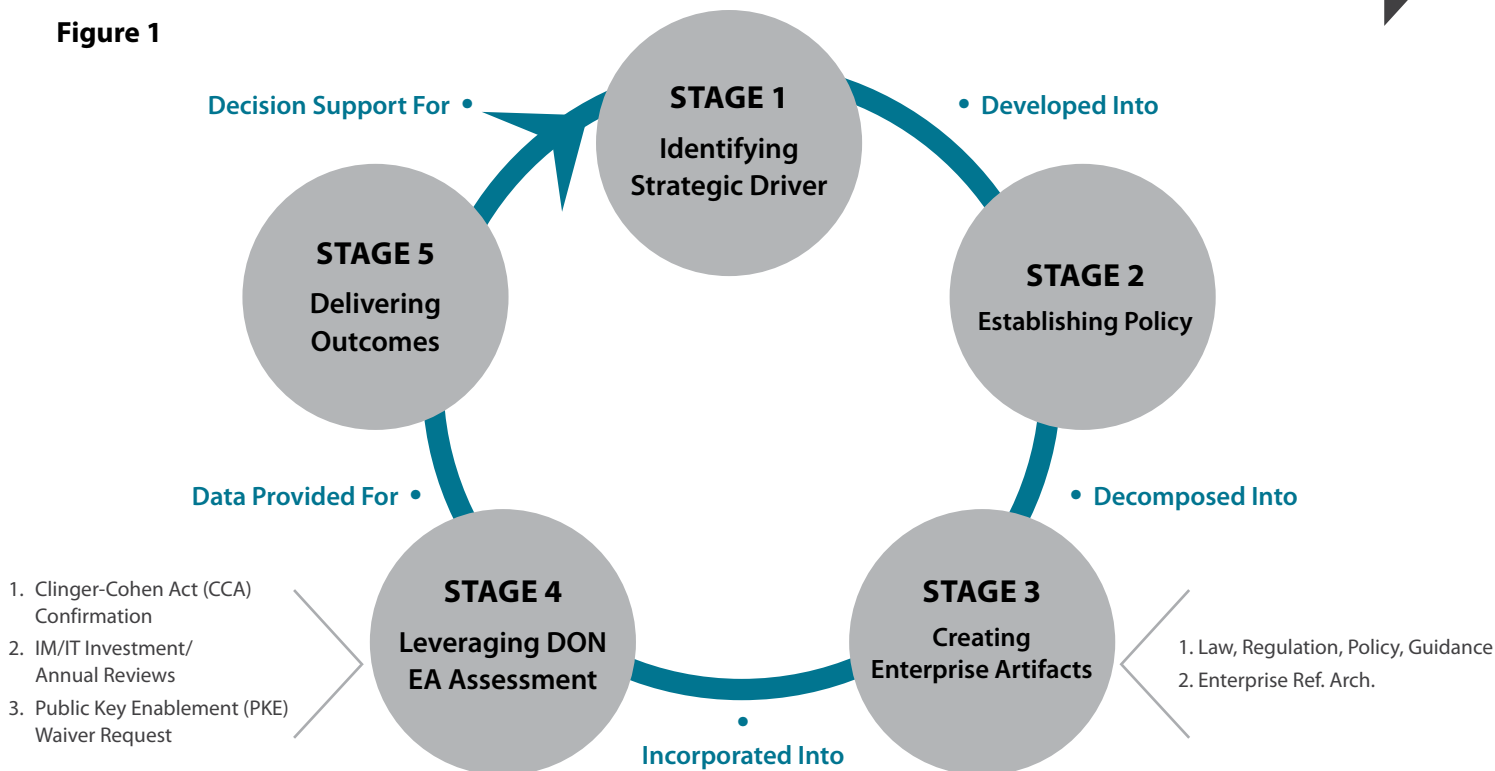 Figure 1
STAGE 1
Identifying
Strategic Driver
• Developed Into
STAGE 2
Establishing Policy
• Decomposed Into
STAGE 3
Creating
Enterprise Artifacts
1. Law, Regulation, Policy, Guidance
2. Enterprise Ref. Arch.
•
Incorporated Into
STAGE 4
Leveraging DON
EA Assessment
1. Clinger-Cohen Act (CCA)
Confirmation
2. IM/IT Investment/
Annual Reviews
3. Public Key Enablement (PKE)
Waiver Request
Data Provided For •
STAGE 5
Delivering
Outcomes
Decision Support For •